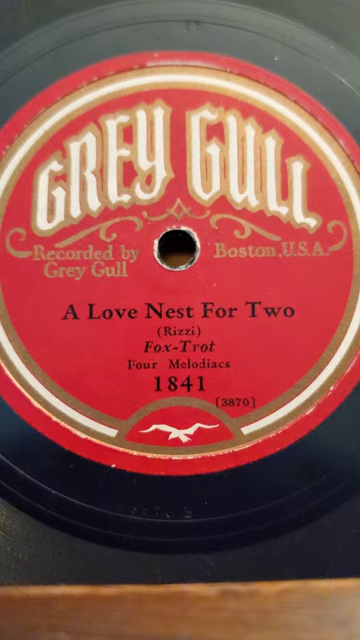 GREY GULL
Recorded by Grey Gull
Boston, U.S.A.
A Love Nest For Two
(Rizzi)
Fox-Trot
Four Melodiacs
1841
[3870]